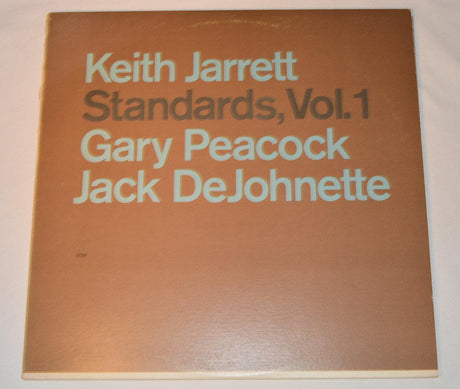 Keith Jarrett
Standards, Vol. 1
Gary Peacock
Jack DeJohnette
ECM